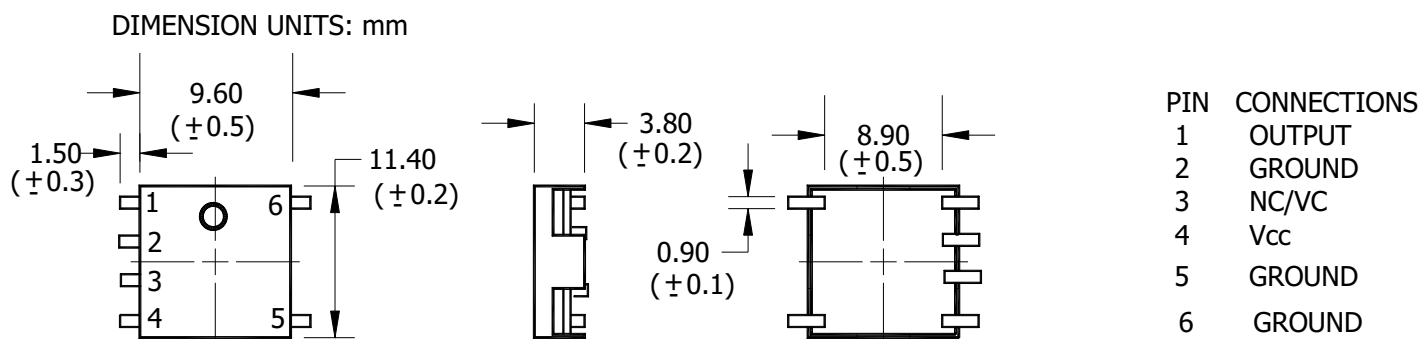 DIMENSION UNITS: mm
9.60
(±0.5)
1.50
(±0.3)
11.40
(±0.2)
1
2
3
4
5
6
3.80
(±0.2)
8.90
(±0.5)
0.90
(±0.1)
PIN CONNECTIONS
1 OUTPUT
2 GROUND
3 NC/VC
4 Vcc
5 GROUND
6 GROUND